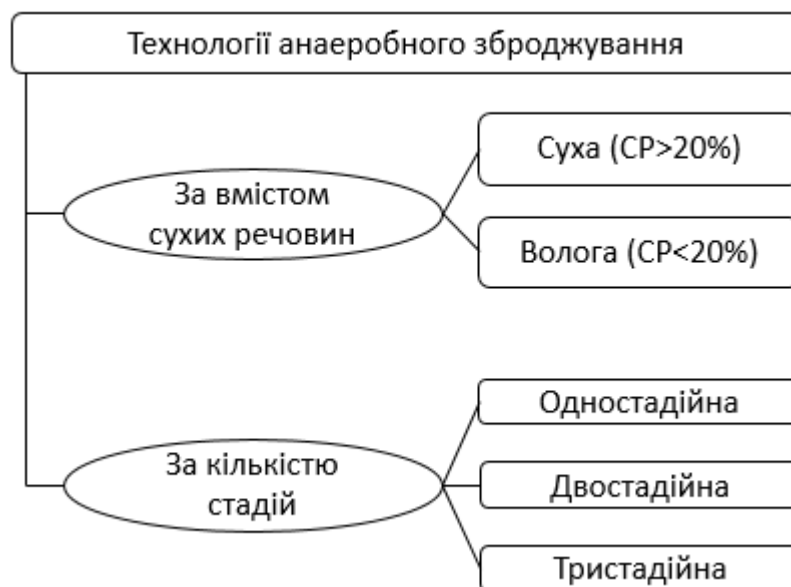 Технології анаеробного зброджування
За вмістом
сухих речовин
Суха (СР>20%)
Волога (СР<20%)
За кількістю
стадій
Одностадійна
Двостадійна
Тристадійна